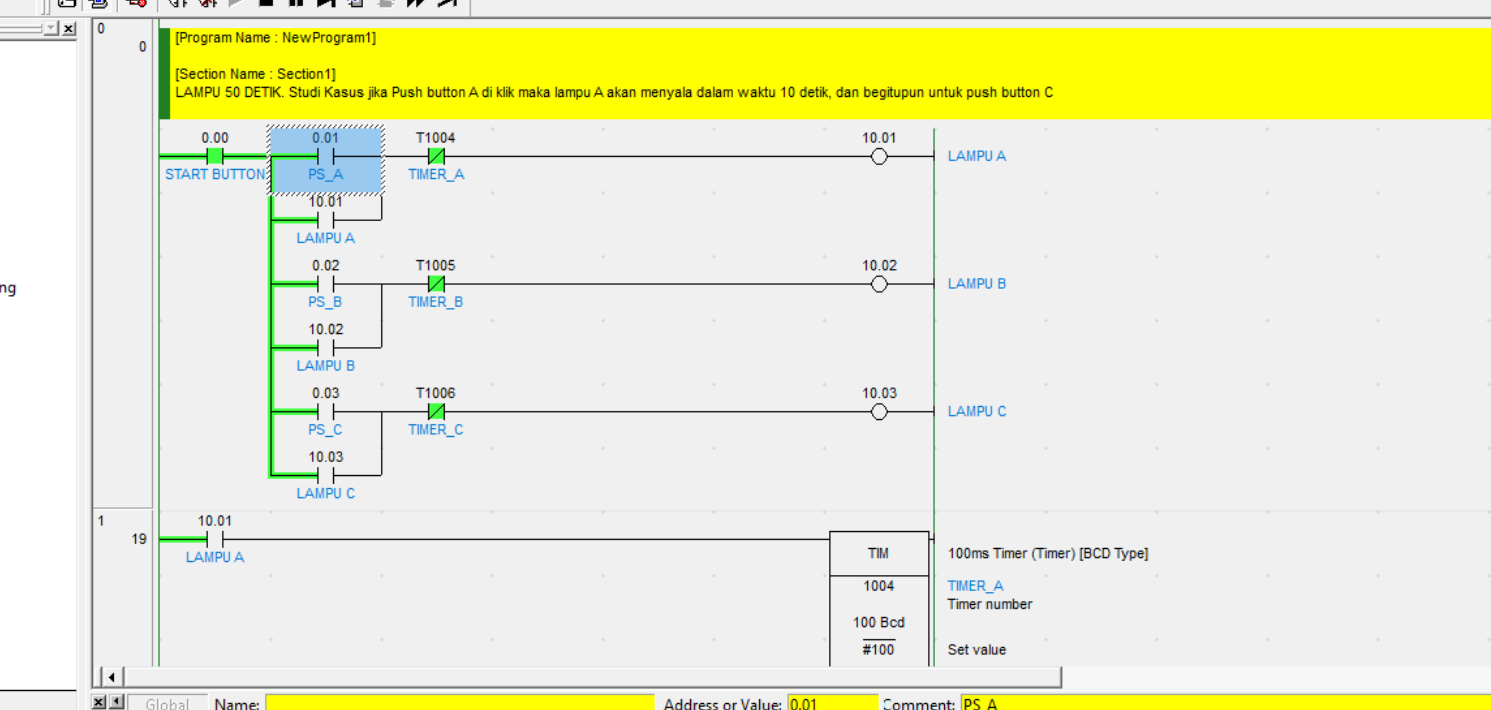 0
0
[Program Name : NewProgram1]
[Section Name : Section1]
LAMPU 50 DETIK. Studi Kasus jika Push button A di klik maka lampu A akan menyala dalam waktu 10 detik, dan begitupun untuk push button C
0.00 0.01 T1004 10.01
LAMPU A
START BUTTON PS_A TIMER_A
10.01
LAMPU A
0.02 T1005 10.02
ng
LAMPU B
PS_B TIMER_B
10.02
LAMPU B
0.03 T1006 10.03
LAMPU C
PS_C TIMER_C
10.03
LAMPU C
1
10.01
19
LAMPU A
TIM 100ms Timer (Timer) [BCD Type]
1004 TIMER_A
Timer number
100 Bcd
#100 Set value
Global Name: Address or Value: 0.01 Comment: PS_A